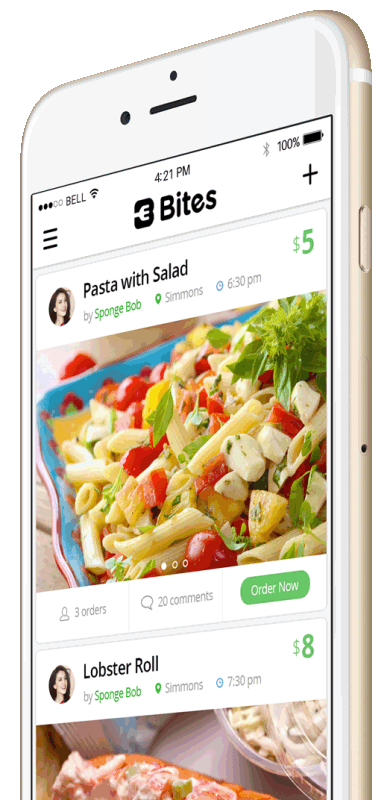 BELL 4:21 PM 100%
3 Bites
Pasta with Salad $5
by Sponge Bob Simmons 6:30 pm
3 orders 20 comments Order Now
Lobster Roll $8
by Sponge Bob Simmons 7:30 pm